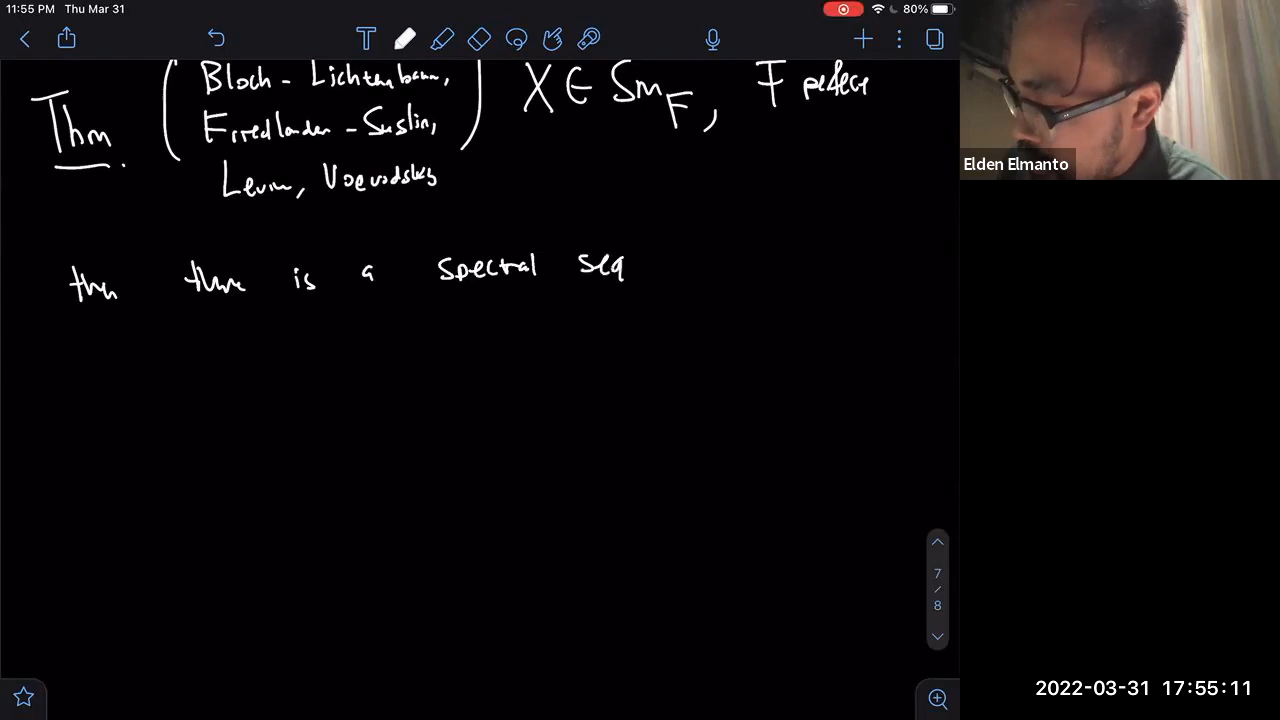 11:55 PM Thu Mar 31
80%
Thm. ( Bloch - Lichtenbaum, Friedlander - Suslin, Levin, Voevodsky ) X ∈ Sm_F, F perfect
then there is a spectral seq
Elden Elmanto
7
/
8
2022-03-31 17:55:11